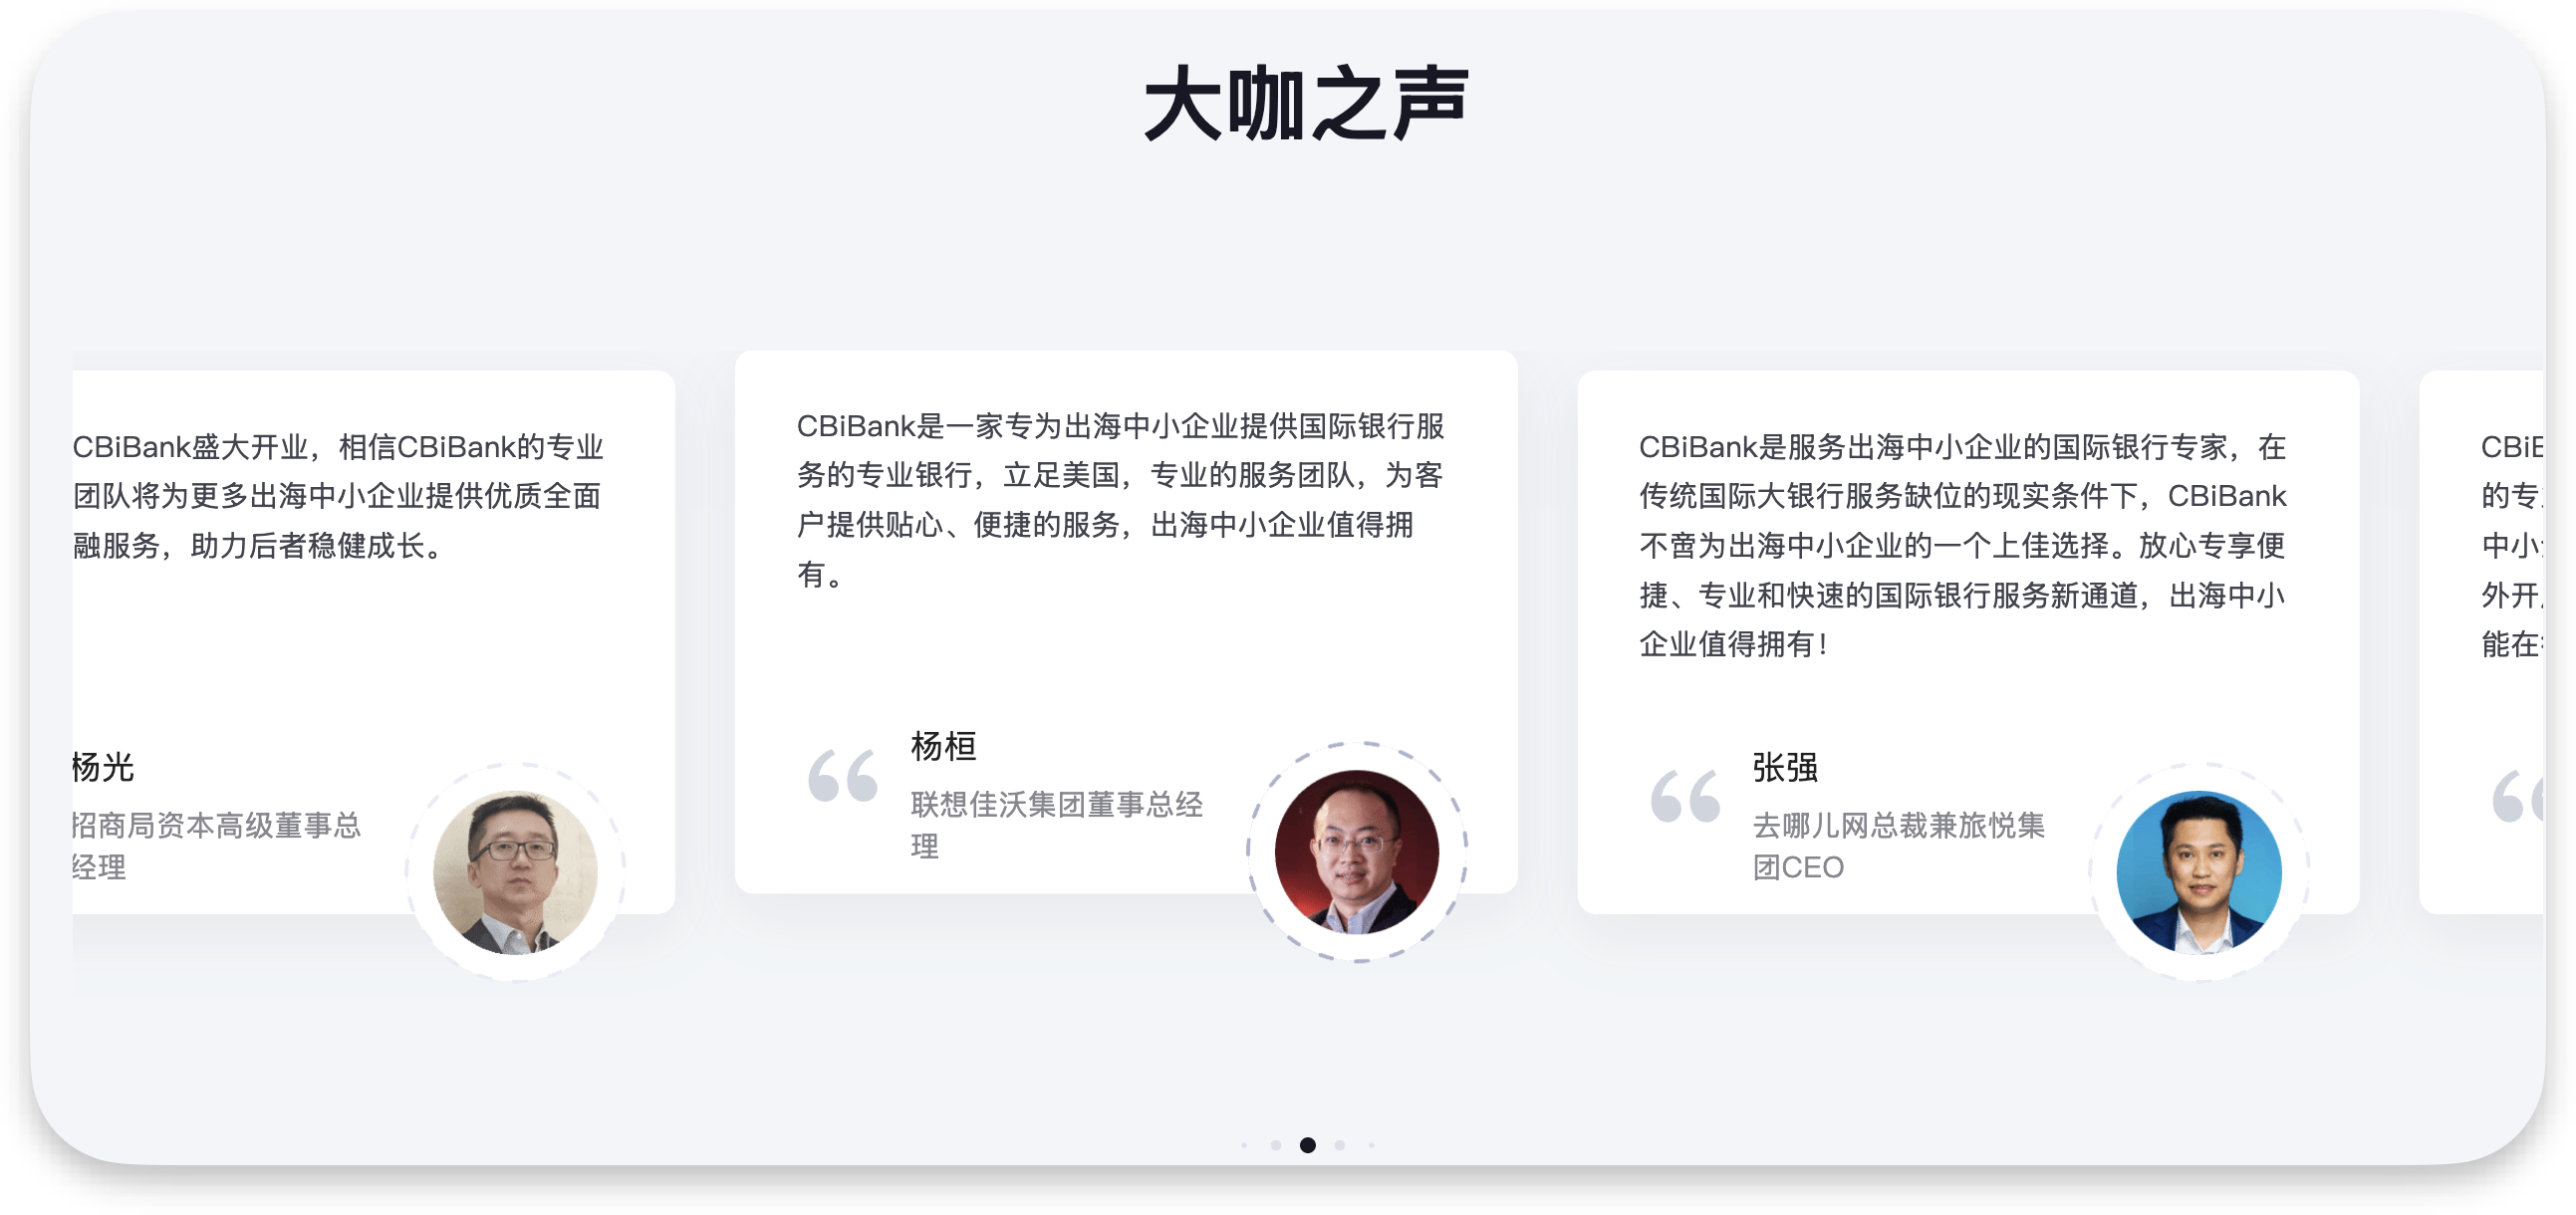 大咖之声
CBiBank盛大开业，相信CBiBank的专业
团队将为更多出海中小企业提供优质全面
融服务，助力后者稳健成长。
杨光
招商局资本高级董事总
经理
CBiBank是一家专为出海中小企业提供国际银行服
务的专业银行，立足美国，专业的服务团队，为客
户提供贴心、便捷的服务，出海中小企业值得拥
有。
杨桓
联想佳沃集团董事总经
理
CBiBank是服务出海中小企业的国际银行专家，在
传统国际大银行服务缺位的现实条件下，CBiBank
不啻为出海中小企业的一个上佳选择。放心专享便
捷、专业和快速的国际银行服务新通道，出海中小
企业值得拥有！
张强
去哪儿网总裁兼旅悦集
团CEO
CBiB
的专
中小
外开
能在